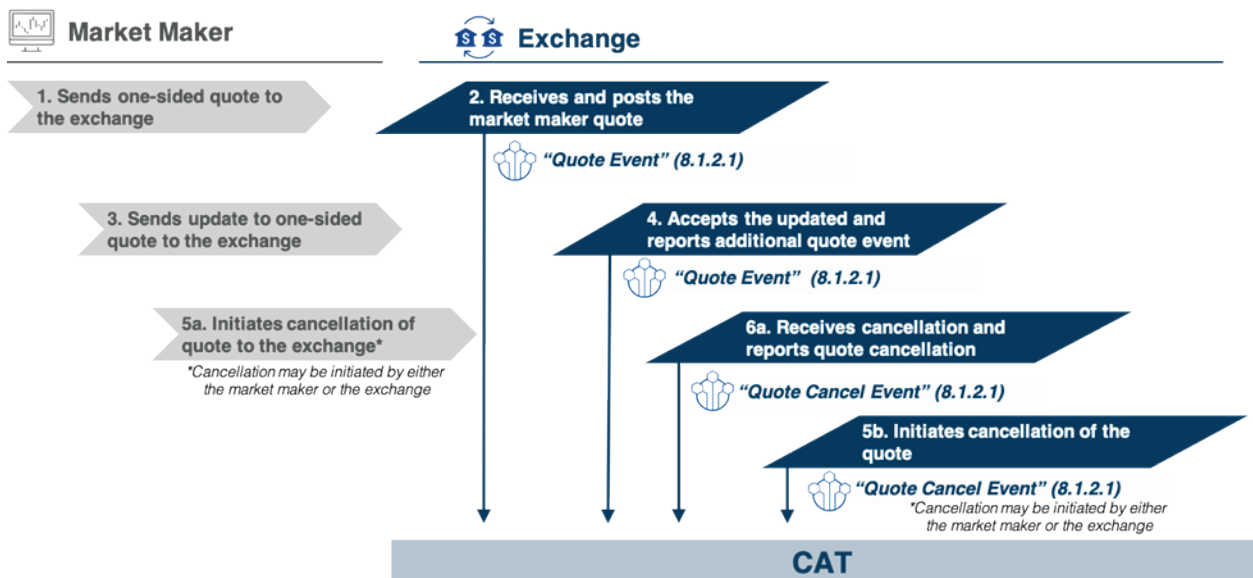 Market Maker
Exchange
1. Sends one-sided quote to
the exchange
2. Receives and posts the
market maker quote
“Quote Event” (8.1.2.1)
3. Sends update to one-sided
quote to the exchange
4. Accepts the updated and
reports additional quote event
“Quote Event” (8.1.2.1)
5a. Initiates cancellation of
quote to the exchange*
*Cancellation may be initiated by either
the market maker or the exchange
6a. Receives cancellation and
reports quote cancellation
“Quote Cancel Event” (8.1.2.1)
5b. Initiates cancellation of the
quote
“Quote Cancel Event” (8.1.2.1)
*Cancellation may be initiated by either
the market maker or the exchange
CAT